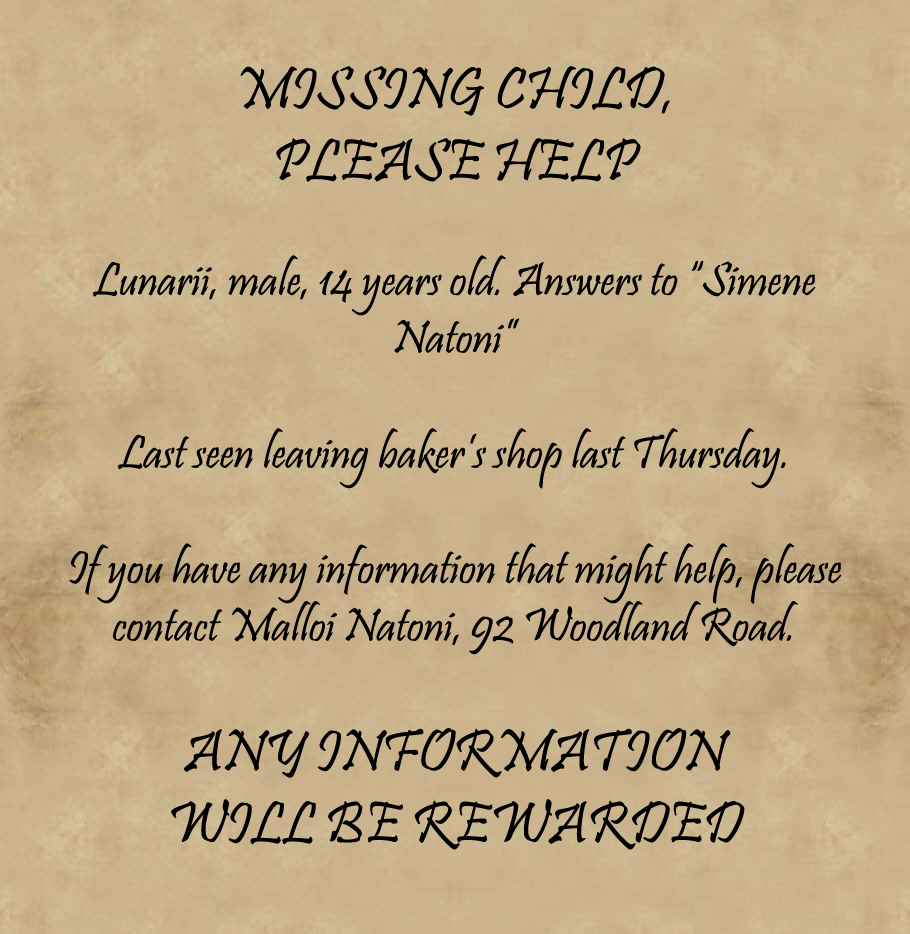 MISSING CHILD,
PLEASE HELP
Lunarii, male, 14 years old. Answers to "Simene
Natoni"
Last seen leaving baker's shop last Thursday.
If you have any information that might help, please
contact Malloi Natoni, 92 Woodland Road.
ANY INFORMATION
WILL BE REWARDED